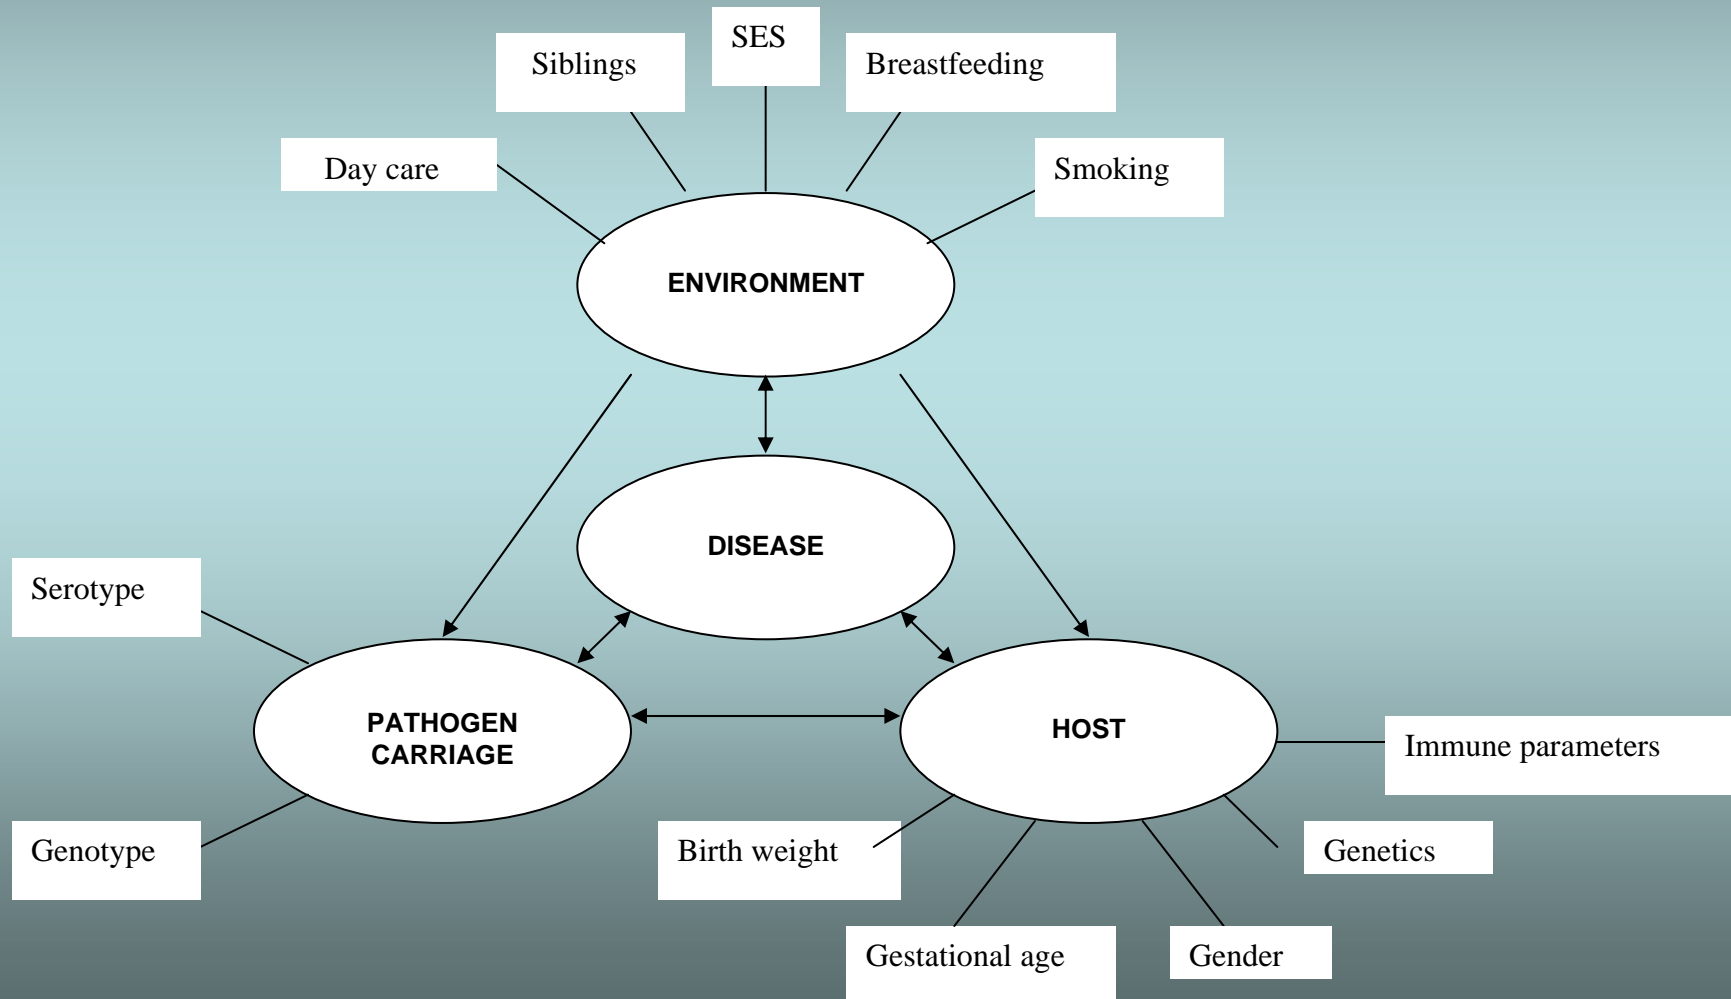 SES
Siblings
Breastfeeding
Day care
Smoking
ENVIRONMENT
DISEASE
Serotype
PATHOGEN
CARRIAGE
HOST
Immune parameters
Genotype
Birth weight
Genetics
Gestational age
Gender